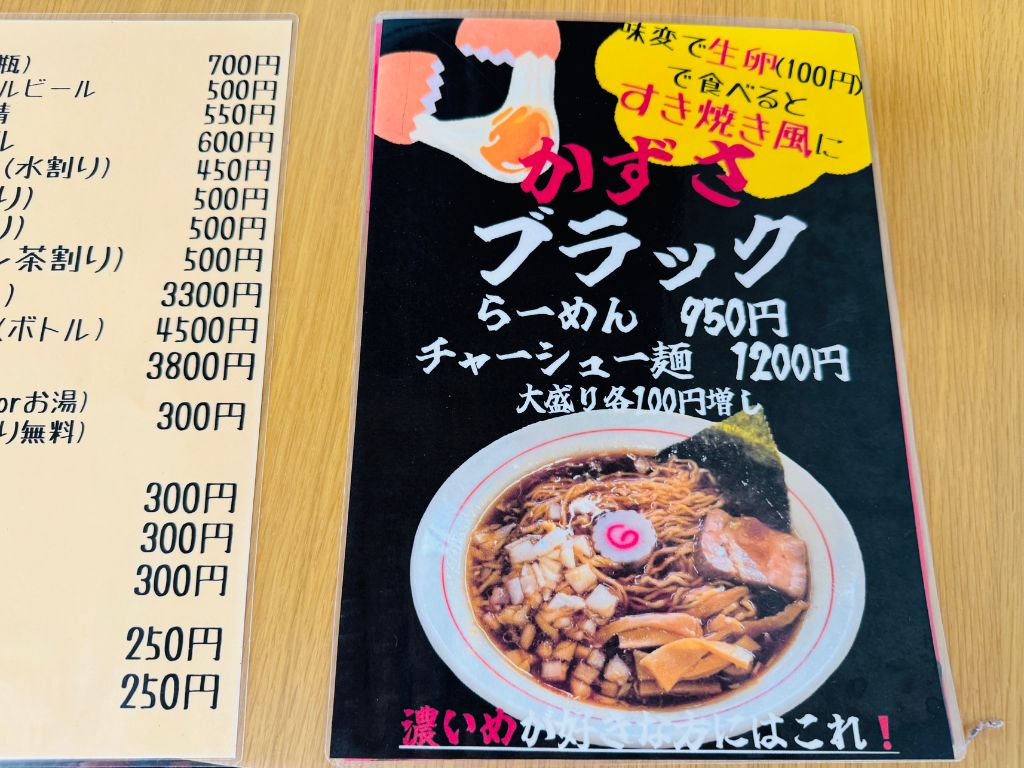 瓶) 700円
ルビール 500円
550円
ル 600円
(水割り) 450円
り) 500円
り) 500円
茶割り) 500円
) 3300円
(ボトル) 4500円
3800円
orお湯)
り無料) 300円
300円
300円
300円
250円
250円
味変で生卵(100円)
で食べると
すき焼き風に
かずさ
ブラック
らーめん 950円
チャーシュー麺 1200円
大盛り各100円増し
濃いめが好きな方にはこれ!